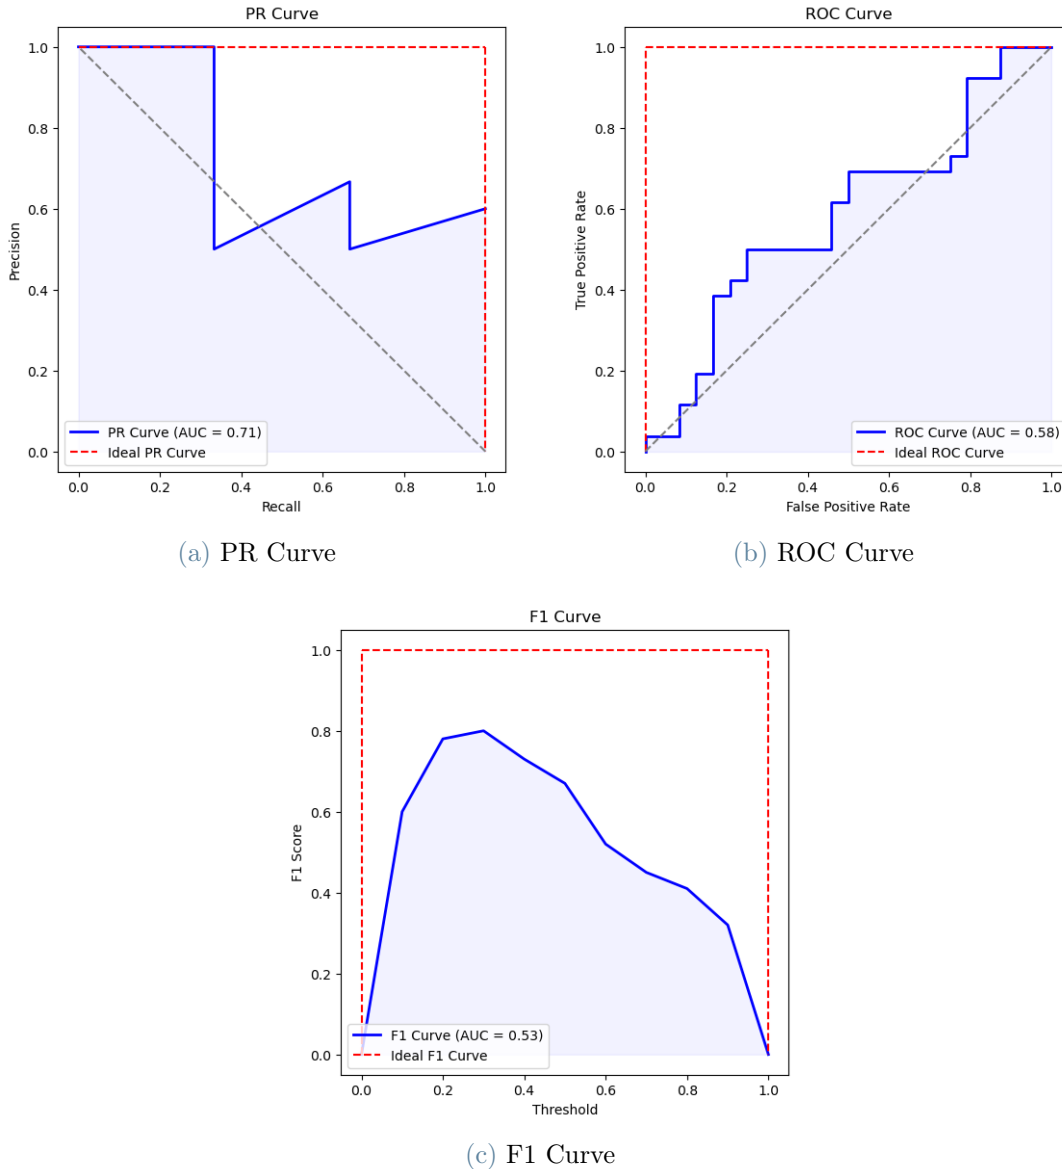 PR Curve
1.0
0.8
0.6
0.4
0.2
0.0
Precision
PR Curve (AUC = 0.71)
Ideal PR Curve
0.0 0.2 0.4 0.6 0.8 1.0
Recall
(a) PR Curve
ROC Curve
1.0
0.8
0.6
0.4
0.2
0.0
True Positive Rate
ROC Curve (AUC = 0.58)
Ideal ROC Curve
0.0 0.2 0.4 0.6 0.8 1.0
False Positive Rate
(b) ROC Curve
F1 Curve
1.0
0.8
0.6
0.4
0.2
0.0
F1 Score
F1 Curve (AUC = 0.53)
Ideal F1 Curve
0.0 0.2 0.4 0.6 0.8 1.0
Threshold
(c) F1 Curve